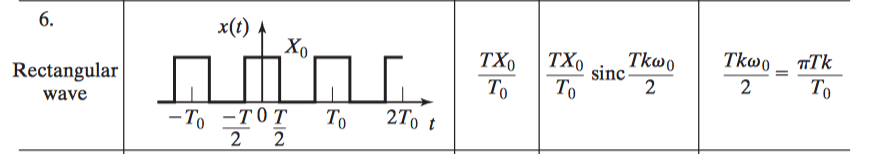 6.
Rectangular
wave
x(t)
X₀
−T₀ −T/2 0 T/2 T₀ 2T₀ t
TX₀/T₀
TX₀/T₀ sinc Tkω₀/2
Tkω₀/2 = πTk/T₀